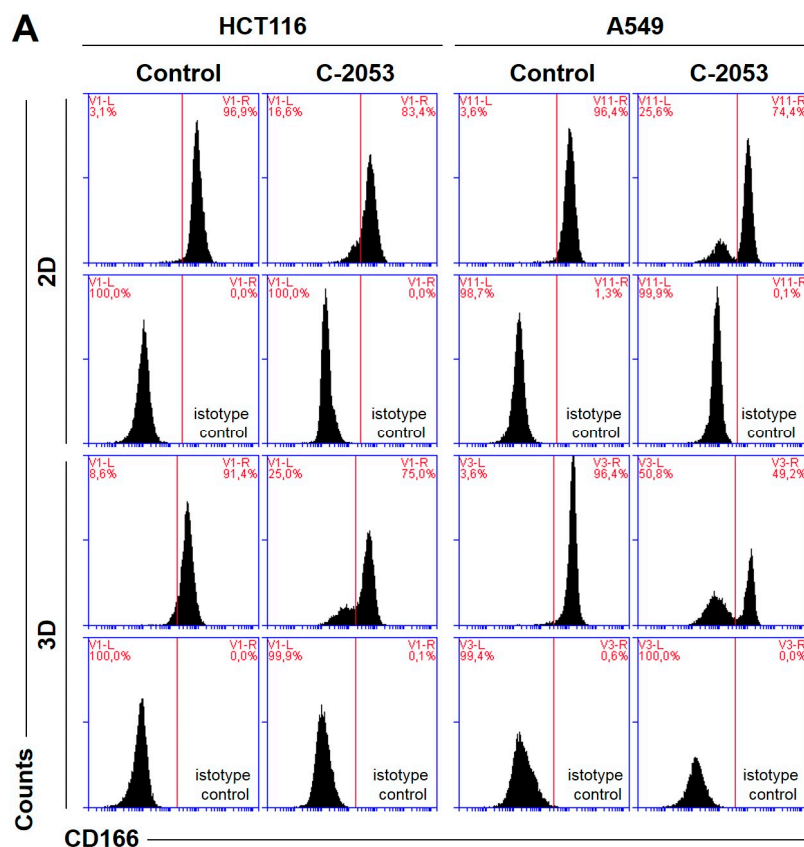 A
HCT116 A549
Control C-2053 Control C-2053
2D
V1-L V1-R V1-L V1-R V11-L V11-R V11-L V11-R
3,1% 96,9% 16,6% 83,4% 3,6% 96,4% 25,6% 74,4%
V1-L V1-R V1-L V1-R V11-L V11-R V11-L V11-R
100,0% 0,0% 100,0% 0,0% 98,7% 1,3% 99,9% 0,1%
istotype istotype istotype istotype
control control control control
3D
V1-L V1-R V1-L V1-R V3-L V3-R V3-L V3-R
8,6% 91,4% 25,0% 75,0% 3,6% 96,4% 50,8% 49,2%
V1-L V1-R V1-L V1-R V3-L V3-R V3-L V3-R
100,0% 0,0% 99,9% 0,1% 99,4% 0,6% 100,0% 0,0%
istotype istotype istotype istotype
control control control control
Counts
CD166